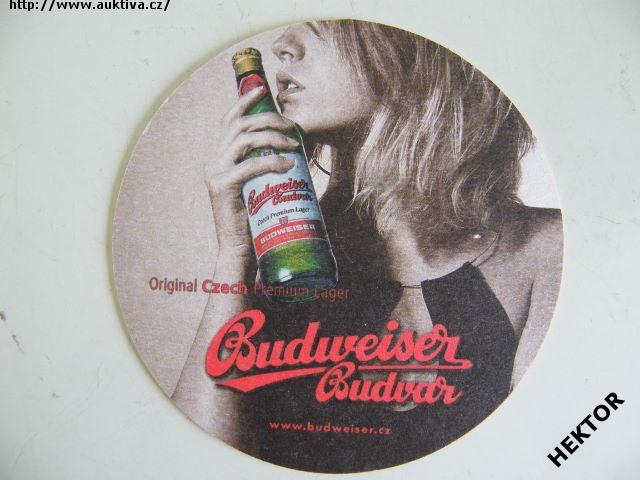 http://www.auktiva.cz/
Budweiser
Budvar
Czech Premium Lager
BUDWEISER
Original Czech Premium Lager
Budweiser
Budvar
www.budweiser.cz
HEKTOR